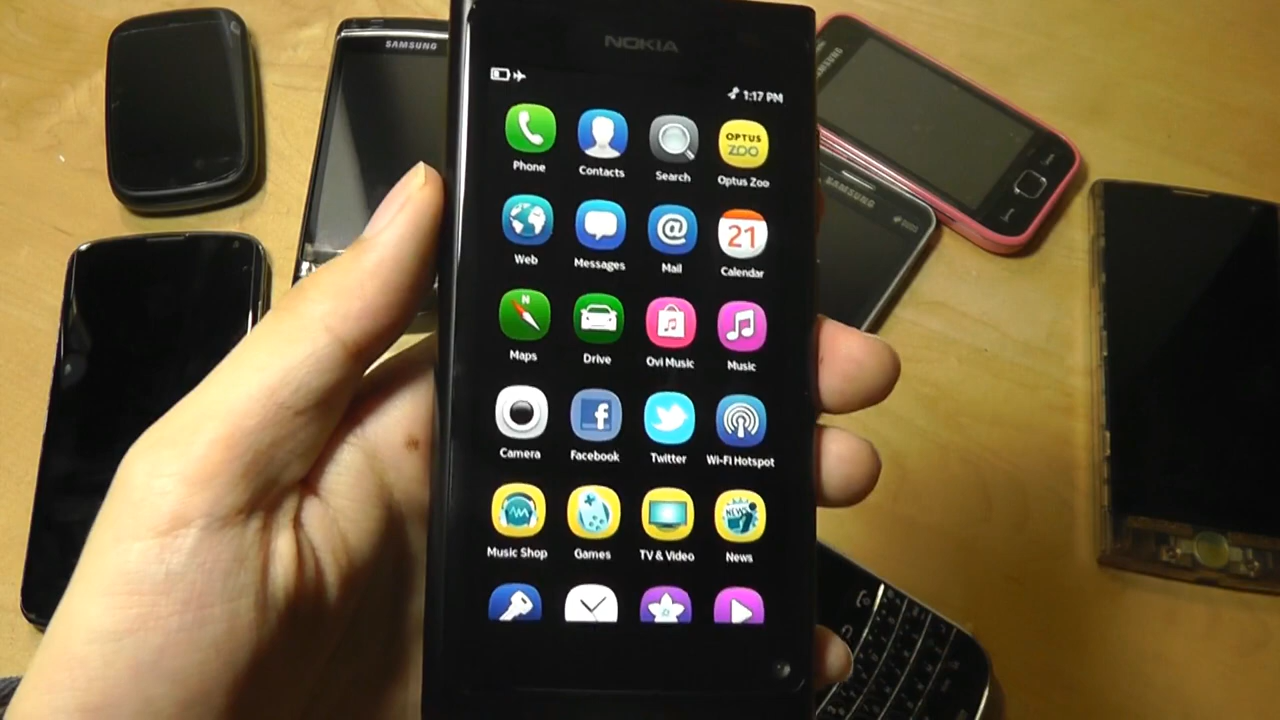 SAMSUNG
NOKIA
SAMSUNG
1:17 PM
OPTUS
ZOO
Phone Contacts Search Optus Zoo
SAMSUNG
21
Web Messages Mail Calendar
N
Maps Drive Ovi Music Music
f
Camera Facebook Twitter Wi-Fi Hotspot
NEWS
Music Shop Games TV & Video News